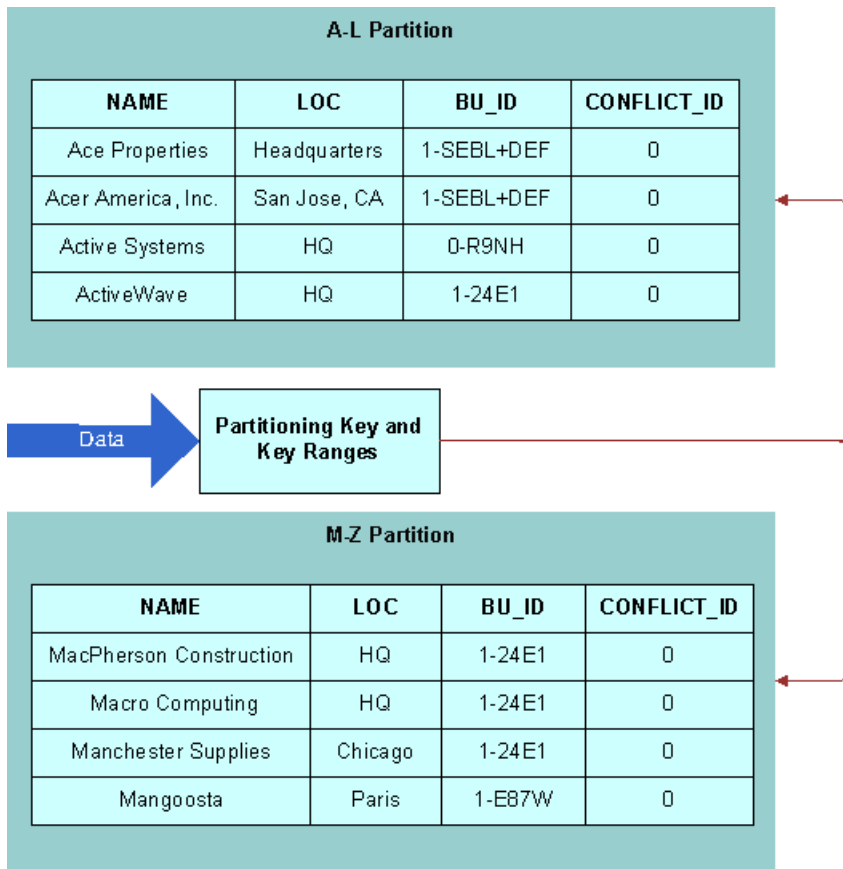 A-L Partition
NAME LOC BU_ID CONFLICT_ID
Ace Properties Headquarters 1-SEBL+DEF 0
Acer America, Inc. San Jose, CA 1-SEBL+DEF 0
Active Systems HQ 0-R9NH 0
ActiveWave HQ 1-24E1 0
Data
Partitioning Key and
Key Ranges
M-Z Partition
NAME LOC BU_ID CONFLICT_ID
MacPherson Construction HQ 1-24E1 0
Macro Computing HQ 1-24E1 0
Manchester Supplies Chicago 1-24E1 0
Mangoosta Paris 1-E87W 0